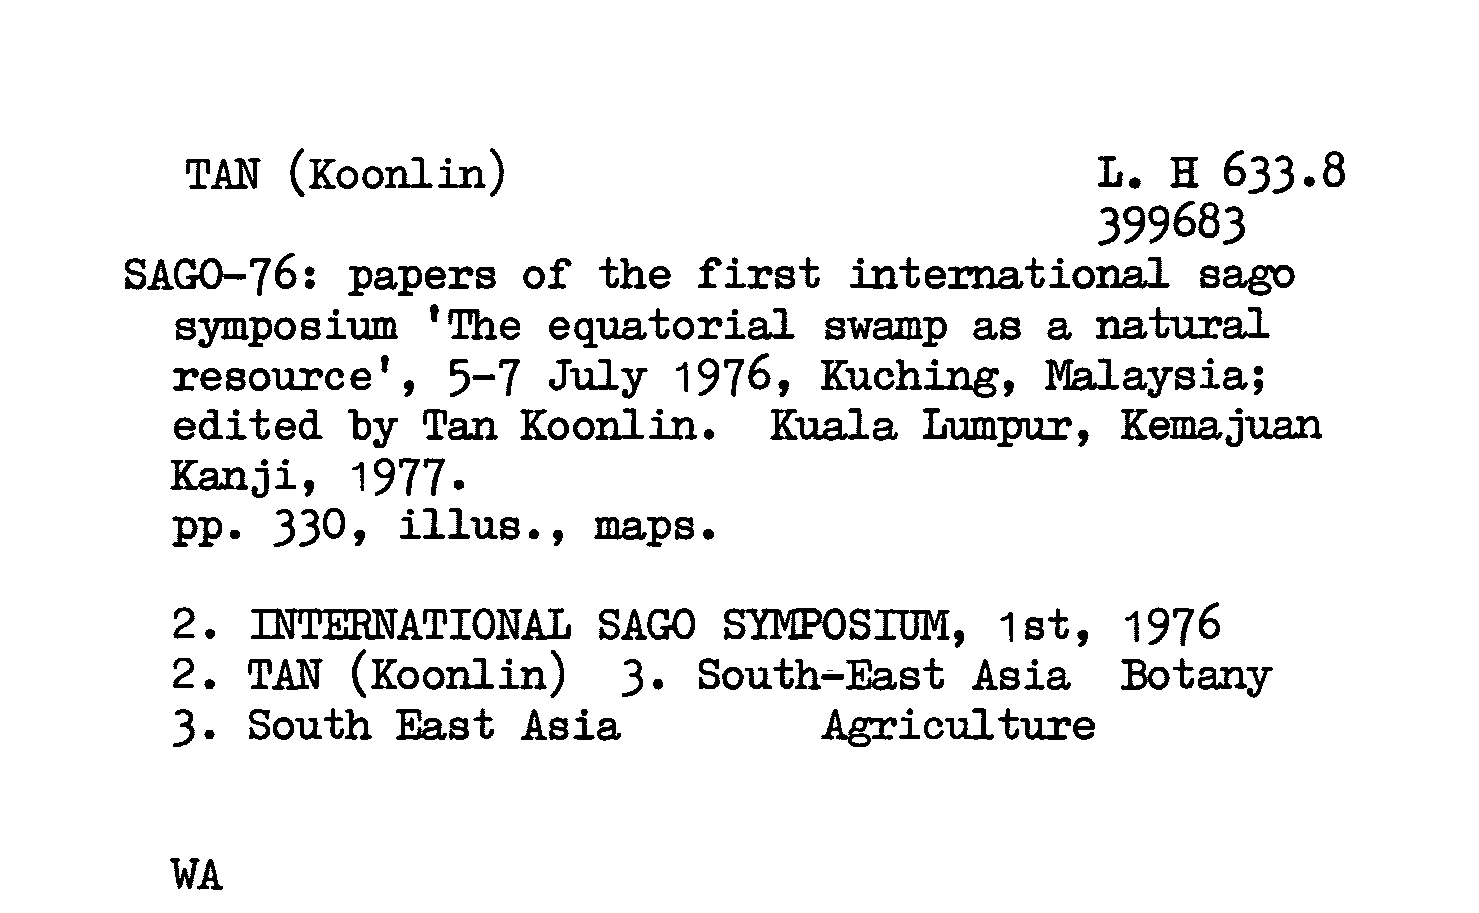 TAN (Koonlin) L. H 633.8
399683
SAGO-76: papers of the first international sago
symposium 'The equatorial swamp as a natural
resource', 5-7 July 1976, Kuching, Malaysia;
edited by Tan Koonlin. Kuala Lumpur, Kemajuan
Kanji, 1977.
pp. 330, illus., maps.
2. INTERNATIONAL SAGO SYMPOSIUM, 1st, 1976
2. TAN (Koonlin) 3. South-East Asia Botany
3. South East Asia Agriculture
WA